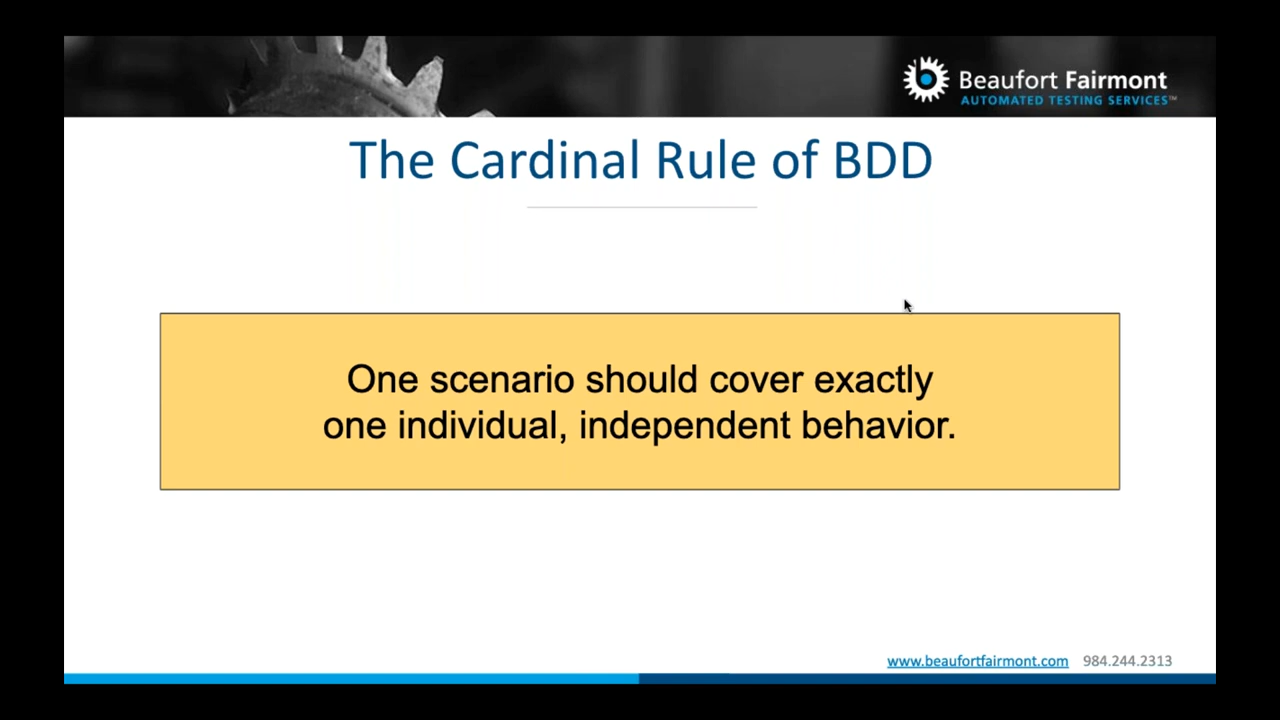 Beaufort Fairmont
AUTOMATED TESTING SERVICES™
The Cardinal Rule of BDD
One scenario should cover exactly
one individual, independent behavior.
www.beaufortfairmont.com 984.244.2313